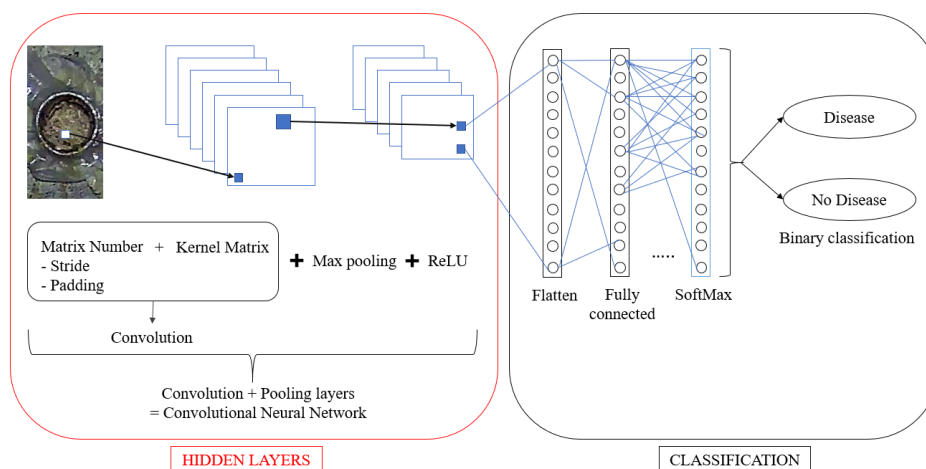 Matrix Number + Kernel Matrix
- Stride
- Padding
+ Max pooling + ReLU
Convolution
Convolution + Pooling layers
= Convolutional Neural Network
HIDDEN LAYERS
Flatten
Fully
connected
.....
SoftMax
Disease
No Disease
Binary classification
CLASSIFICATION